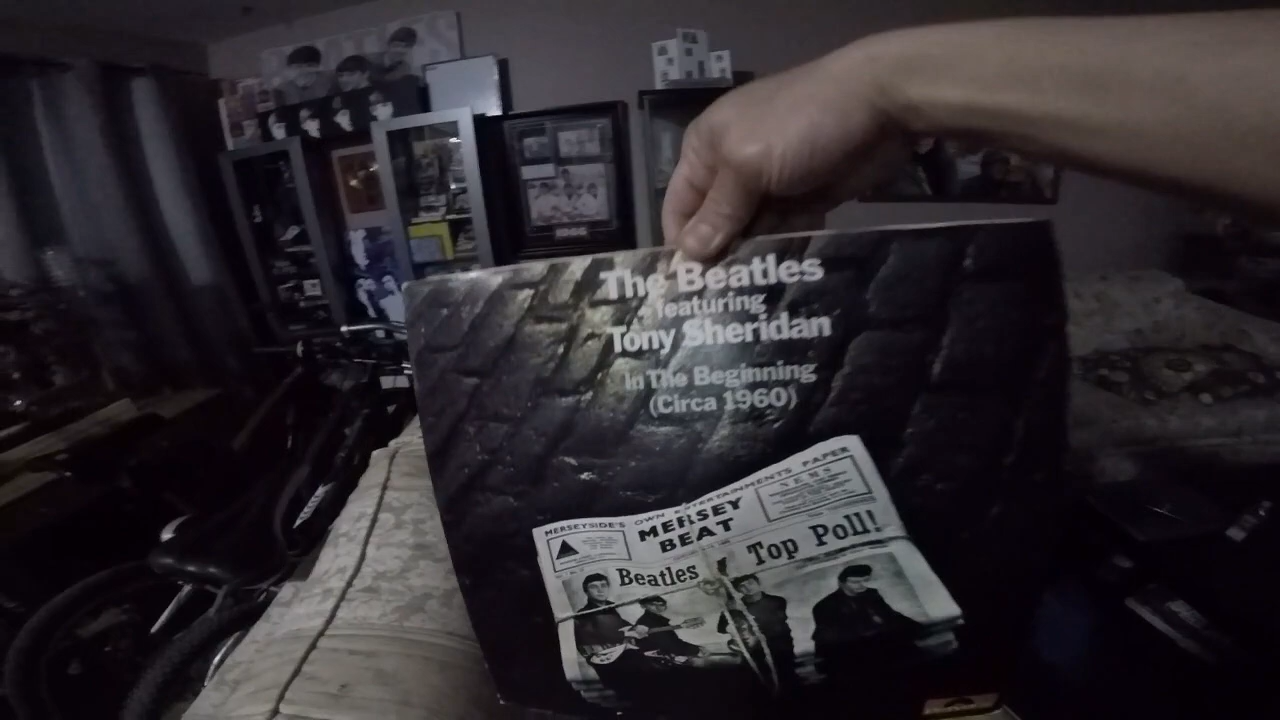 The Beatles
featuring
Tony Sheridan
In The Beginning
(Circa 1960)
MERSEYSIDE'S OWN ENTERTAINMENTS PAPER
MERSEY
BEAT
NEWS
Beatles Top Poll!